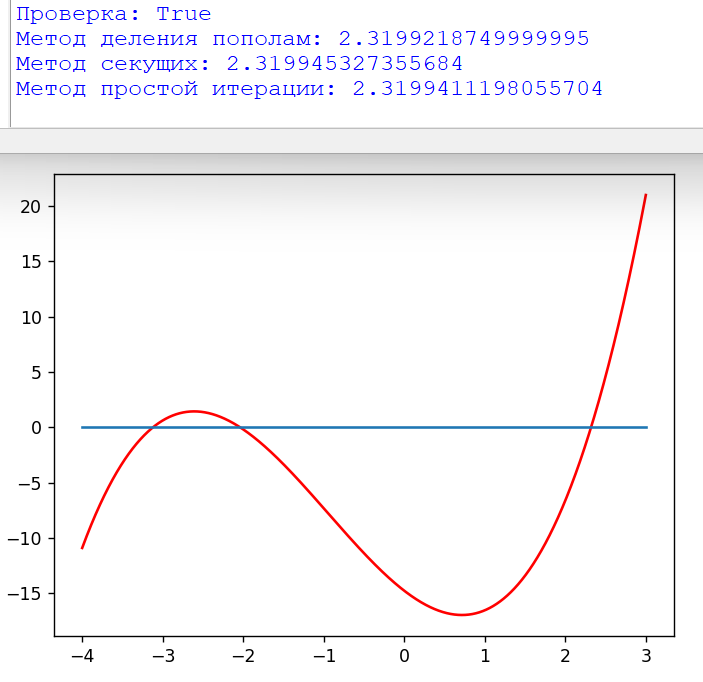 Проверка: True
Метод деления пополам: 2.3199218749999995
Метод секущих: 2.319945327355684
Метод простой итерации: 2.3199411198055704
20
15
10
5
0
−5
−10
−15
−4 −3 −2 −1 0 1 2 3